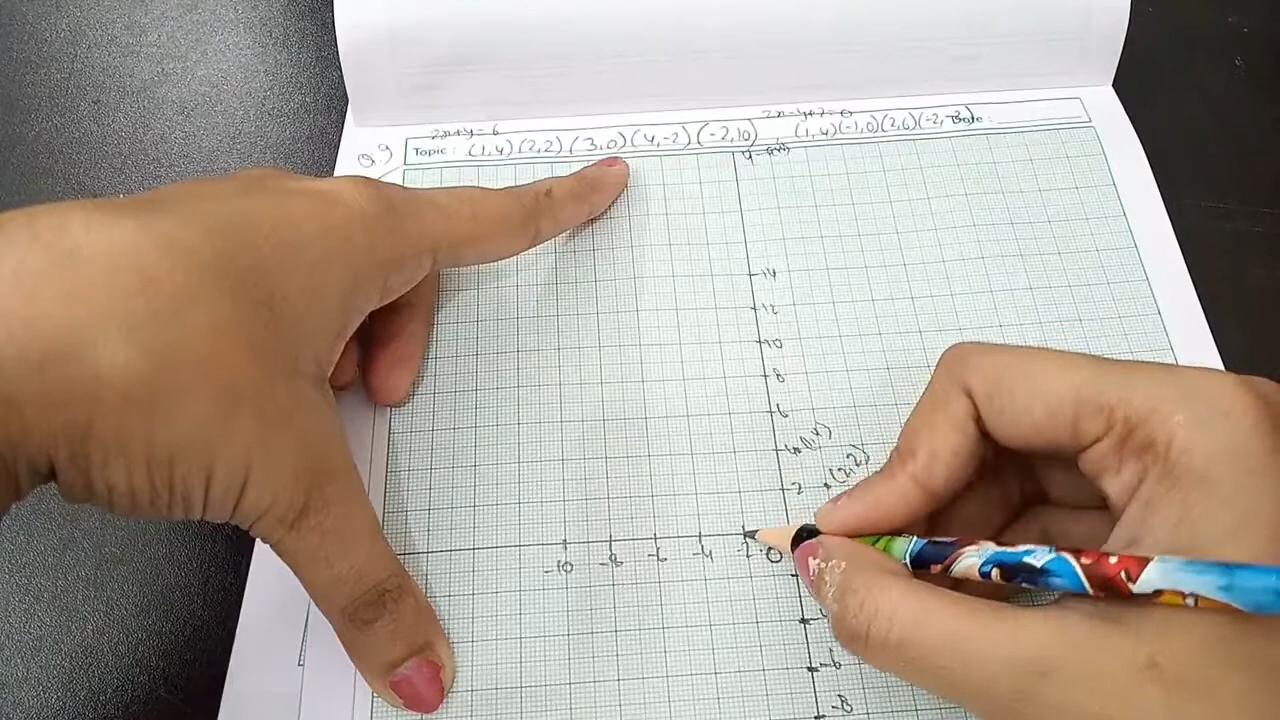 2x+y=6 2x-y+2=0
Q.9
Topic : (1,4) (2,2) (3,0) (4,-2) (-2,10) , (1,4) (-1,0) (2,6) (-2,-2) Date :
14
12
10
8
6
4 (1,4)
2 (2,2)
-10 -8 -6 -4 -2 0
-4
-6
-8